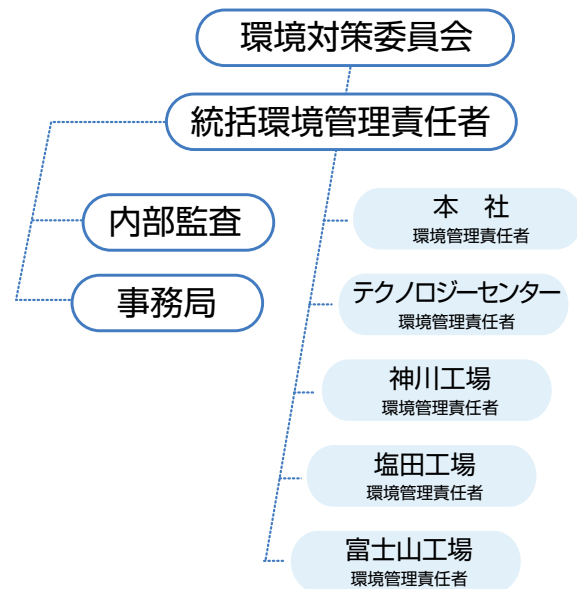 環境対策委員会
統括環境管理責任者
内部監査
事務局
本　社
環境管理責任者
テクノロジーセンター
環境管理責任者
神川工場
環境管理責任者
塩田工場
環境管理責任者
富士山工場
環境管理責任者